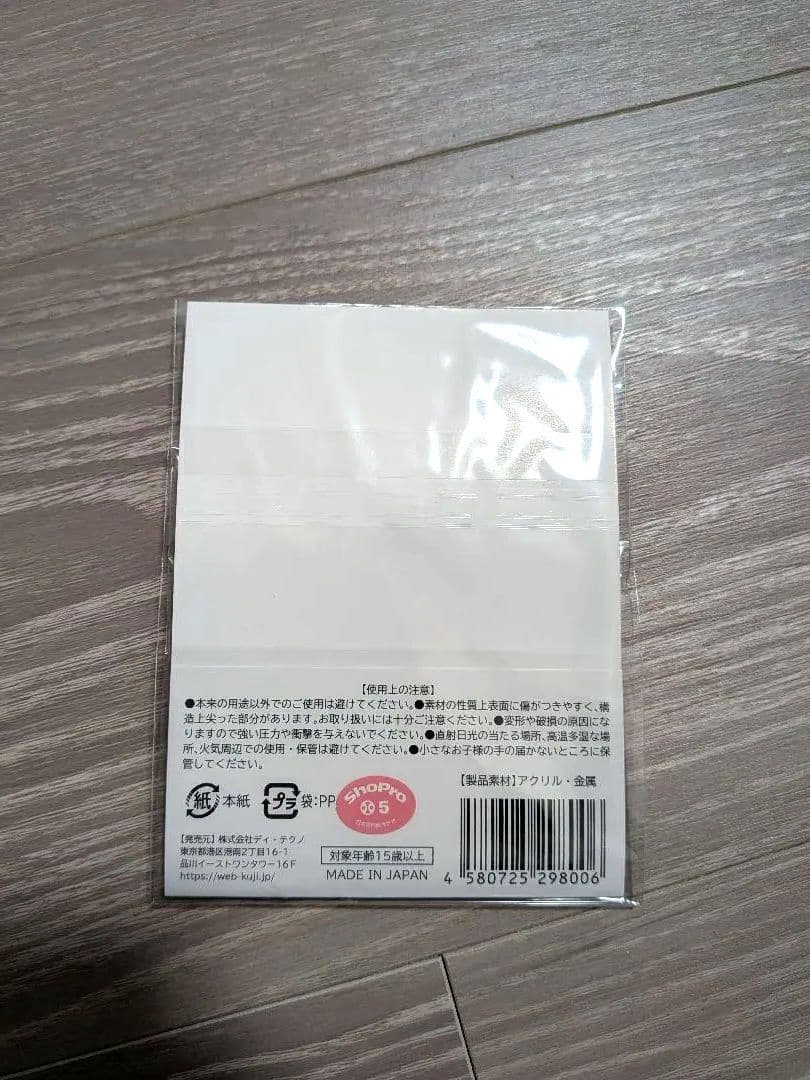 【使用上の注意】
●本来の用途以外でのご使用は避けてください。●素材の性質上表面に傷がつきやすく、構
造上尖った部分があります。お取り扱いには十分ご注意ください。●変形や破損の原因にな
りますので強い圧力や衝撃を与えないでください。●直射日光の当たる場所、高温多湿な場
所、火気周辺での使用・保管は避けてください。●小さなお子様の手の届かないところに保
管してください。
【製品素材】アクリル・金属
紙 本紙 プラ 袋:PP
ShoPro
5
【発売元】株式会社ディ・テクノ
東京都港区港南2丁目16-1
品川イーストワンタワー16F
https://web-kuji.jp/
対象年齢15歳以上
MADE IN JAPAN
4 580725 298006